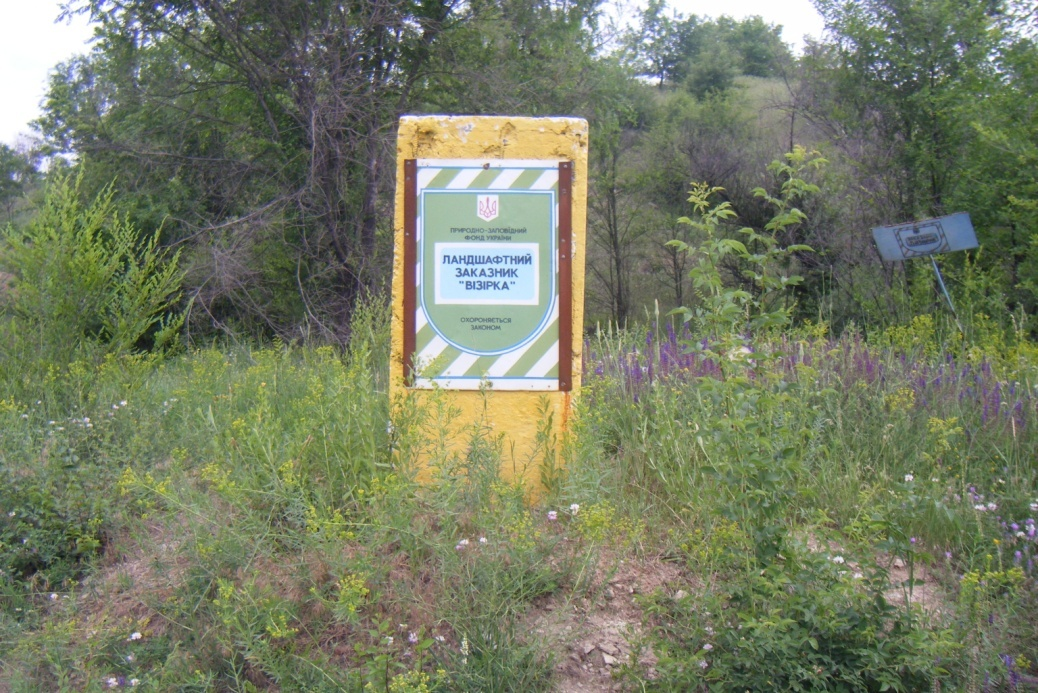 ПРИРОДНО-ЗАПОВІДНИЙ
ФОНД УКРАЇНИ
ЛАНДШАФТНИЙ
ЗАКАЗНИК
"ВІЗІРКА"
ОХОРОНЯЄТЬСЯ
ЗАКОНОМ